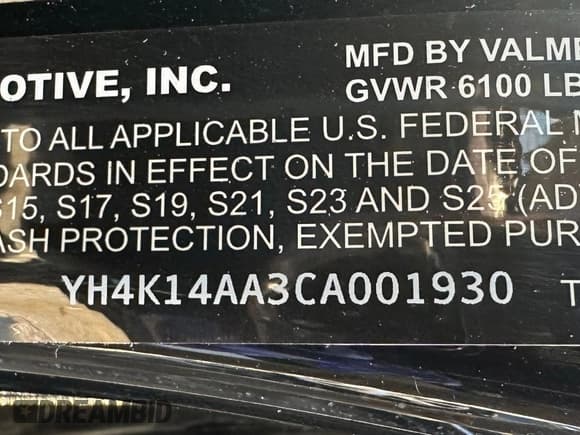 OTIVE, INC.
MFD BY VALME
GVWR 6100 LB
TO ALL APPLICABLE U.S. FEDERAL M
DARDS IN EFFECT ON THE DATE OF
S15, S17, S19, S21, S23 AND S25 (AD
ASH PROTECTION, EXEMPTED PUR
YH4K14AA3CA001930 T
DREAMBID